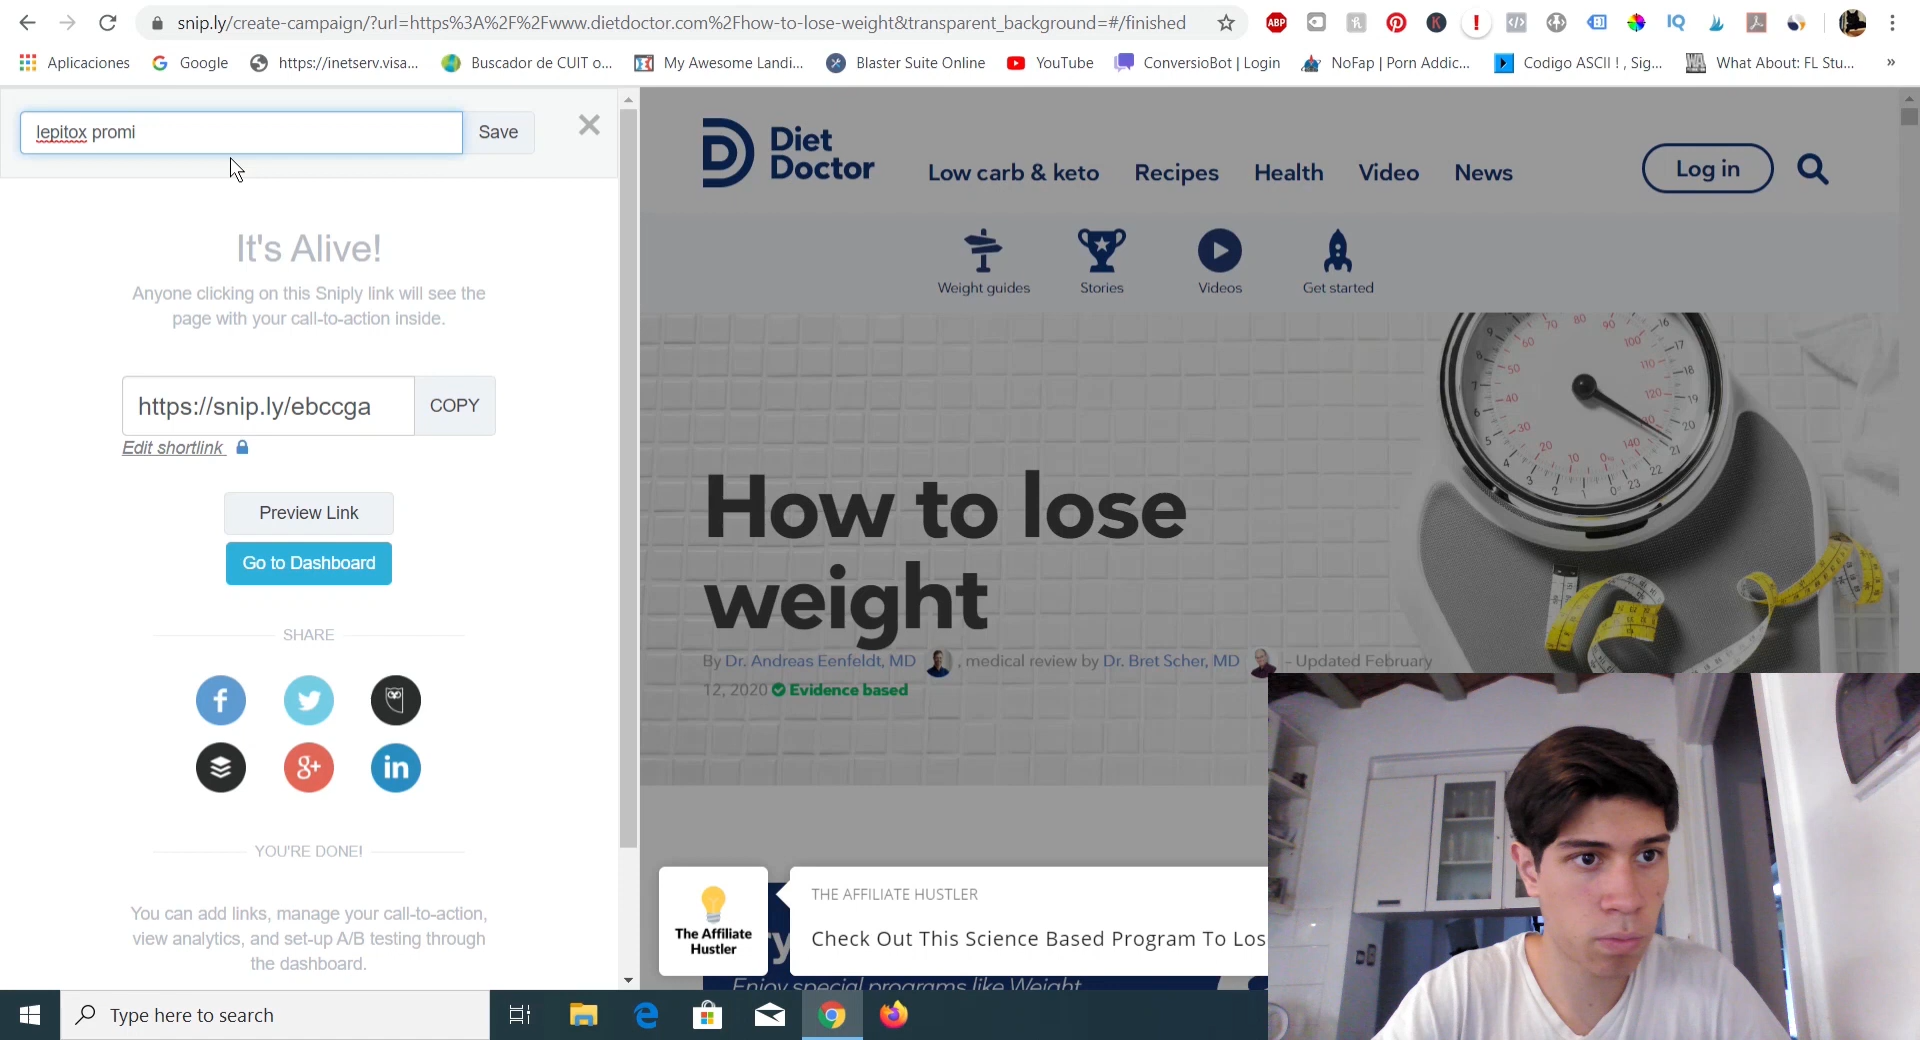 snip.ly/create-campaign/?url=https%3A%2F%2Fwww.dietdoctor.com%2Fhow-to-lose-weight&transparent_background=#/finished
ABP
IQ
Aplicaciones
Google
https://inetserv.visa...
Buscador de CUIT o...
My Awesome Landi...
Blaster Suite Online
YouTube
ConversioBot | Login
NoFap | Porn Addic...
Codigo ASCII ! , Sig...
What About: FL Stu...
»
lepitox promi
Save
It's Alive!
Anyone clicking on this Sniply link will see the
page with your call-to-action inside.
https://snip.ly/ebccga
COPY
Edit shortlink
Preview Link
Go to Dashboard
SHARE
YOU'RE DONE!
You can add links, manage your call-to-action,
view analytics, and set-up A/B testing through
the dashboard.
Diet
Doctor
Low carb & keto
Recipes
Health
Video
News
Log in
Weight guides
Stories
Videos
Get started
How to lose
weight
By Dr. Andreas Eenfeldt, MD , medical review by Dr. Bret Scher, MD – Updated February
12, 2020 Evidence based
The Affiliate
Hustler
THE AFFILIATE HUSTLER
Check Out This Science Based Program To Los
Enjoy special programs like Weight
Type here to search